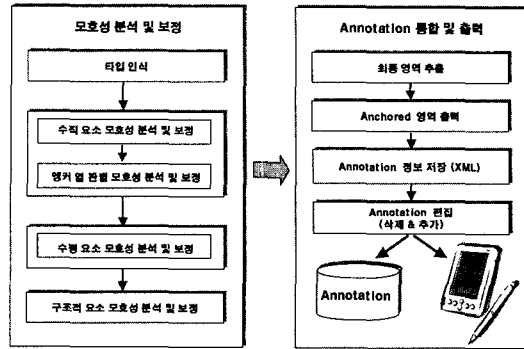 모호성 분석 및 보정
타입 인식
수직 요소 모호성 분석 및 보정
앵커 업 판별 모호성 분석 및 보정
수평 요소 모호성 분석 및 보정
구조적 요소 모호성 분석 및 보정
Annotation 통합 및 출력
최종 영역 추출
Anchored 영역 출력
Annotation 정보 저장 (XML)
Annotation 편집
(삭제 & 추가)
Annotation